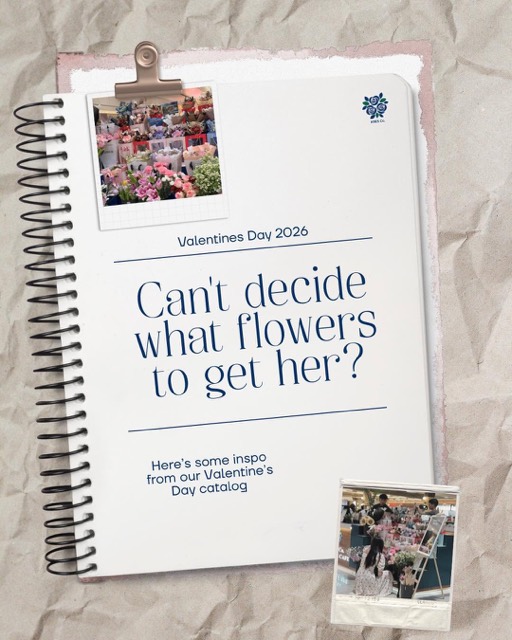 Valentines Day 2026
Can't decide
what flowers
to get her?
Here's some inspo
from our Valentine's
Day catalog